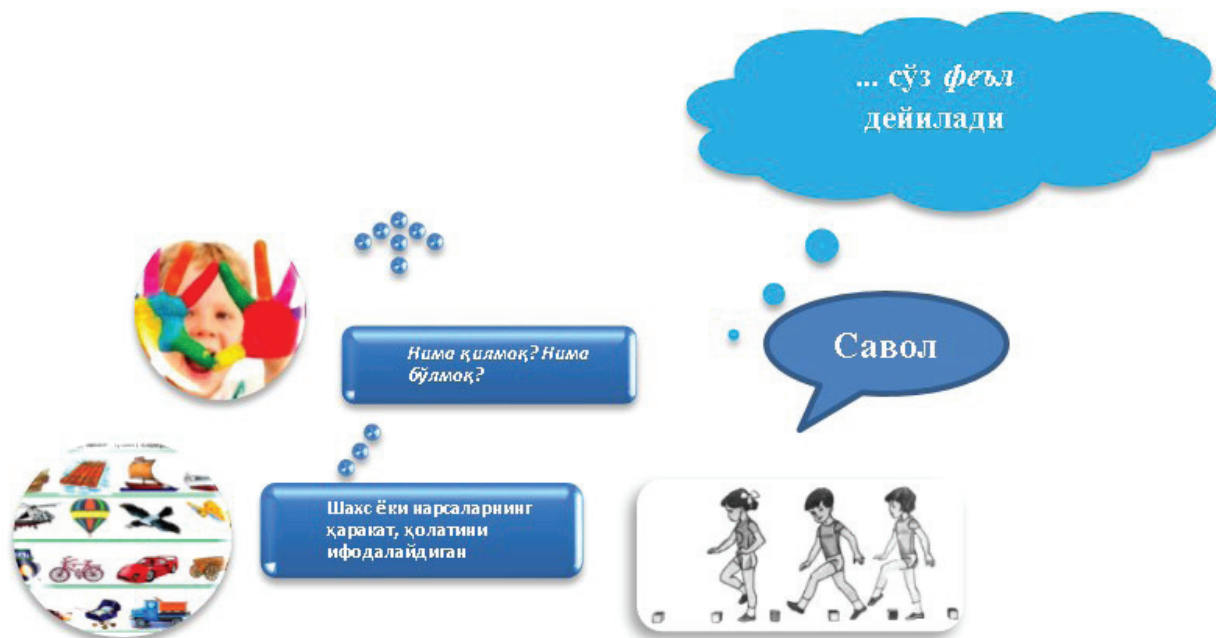 ... сўз феъл
дейилади
Савол
Нима қилмоқ? Нима
бўлмоқ?
Шахс ёки нарсаларнинг
ҳаракат, ҳолатини
ифодалайдиган